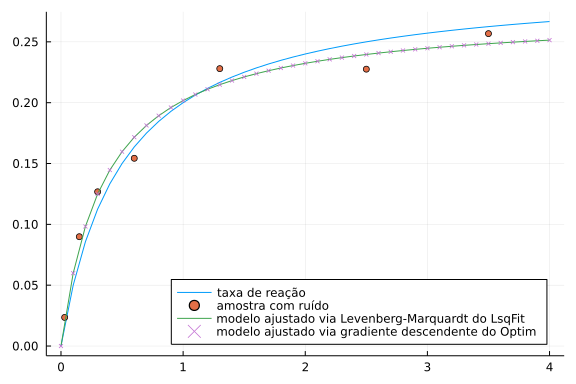 0.25
0.20
0.15
0.10
0.05
0.00
taxa de reação
amostra com ruído
modelo ajustado via Levenberg-Marquardt do LsqFit
modelo ajustado via gradiente descendente do Optim
0 1 2 3 4